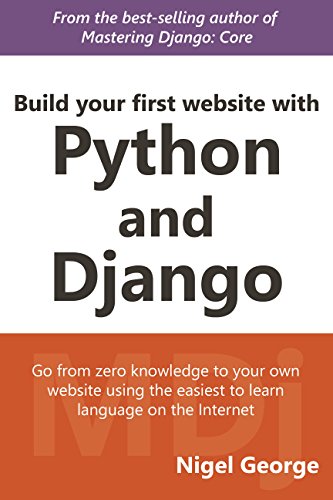 From the best-selling author of
Mastering Django: Core
Build your first website with
Python
and
Django
MDj
Go from zero knowledge to your own
website using the easiest to learn
language on the Internet
Nigel George